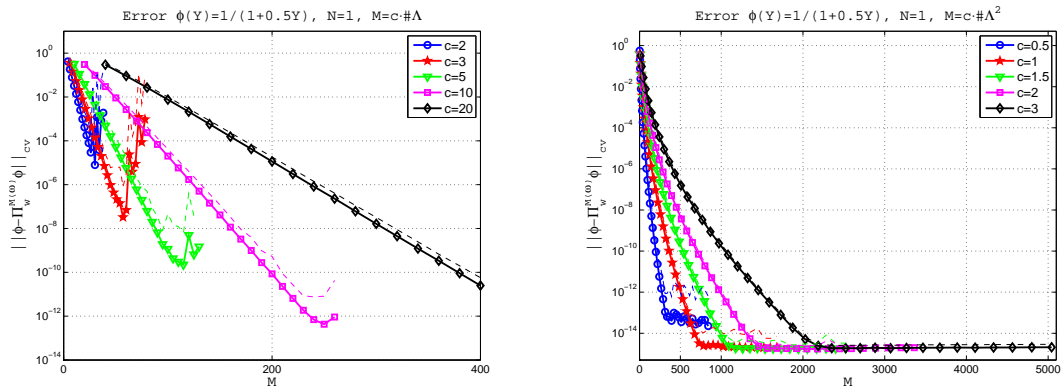 Error ϕ(Y)=1/(1+0.5Y), N=1, M=c·#Λ
||ϕ-Π_w^{M(ω)}ϕ||_{cv}
10^0
10^{-2}
10^{-4}
10^{-6}
10^{-8}
10^{-10}
10^{-12}
10^{-14}
0
200
400
M
c=2
c=3
c=5
c=10
c=20
Error ϕ(Y)=1/(1+0.5Y), N=1, M=c·#Λ^2
||ϕ-Π_w^{M(ω)}ϕ||_{cv}
10^0
10^{-2}
10^{-4}
10^{-6}
10^{-8}
10^{-10}
10^{-12}
10^{-14}
0
500
1000
1500
2000
2500
3000
3500
4000
4500
5000
M
c=0.5
c=1
c=1.5
c=2
c=3